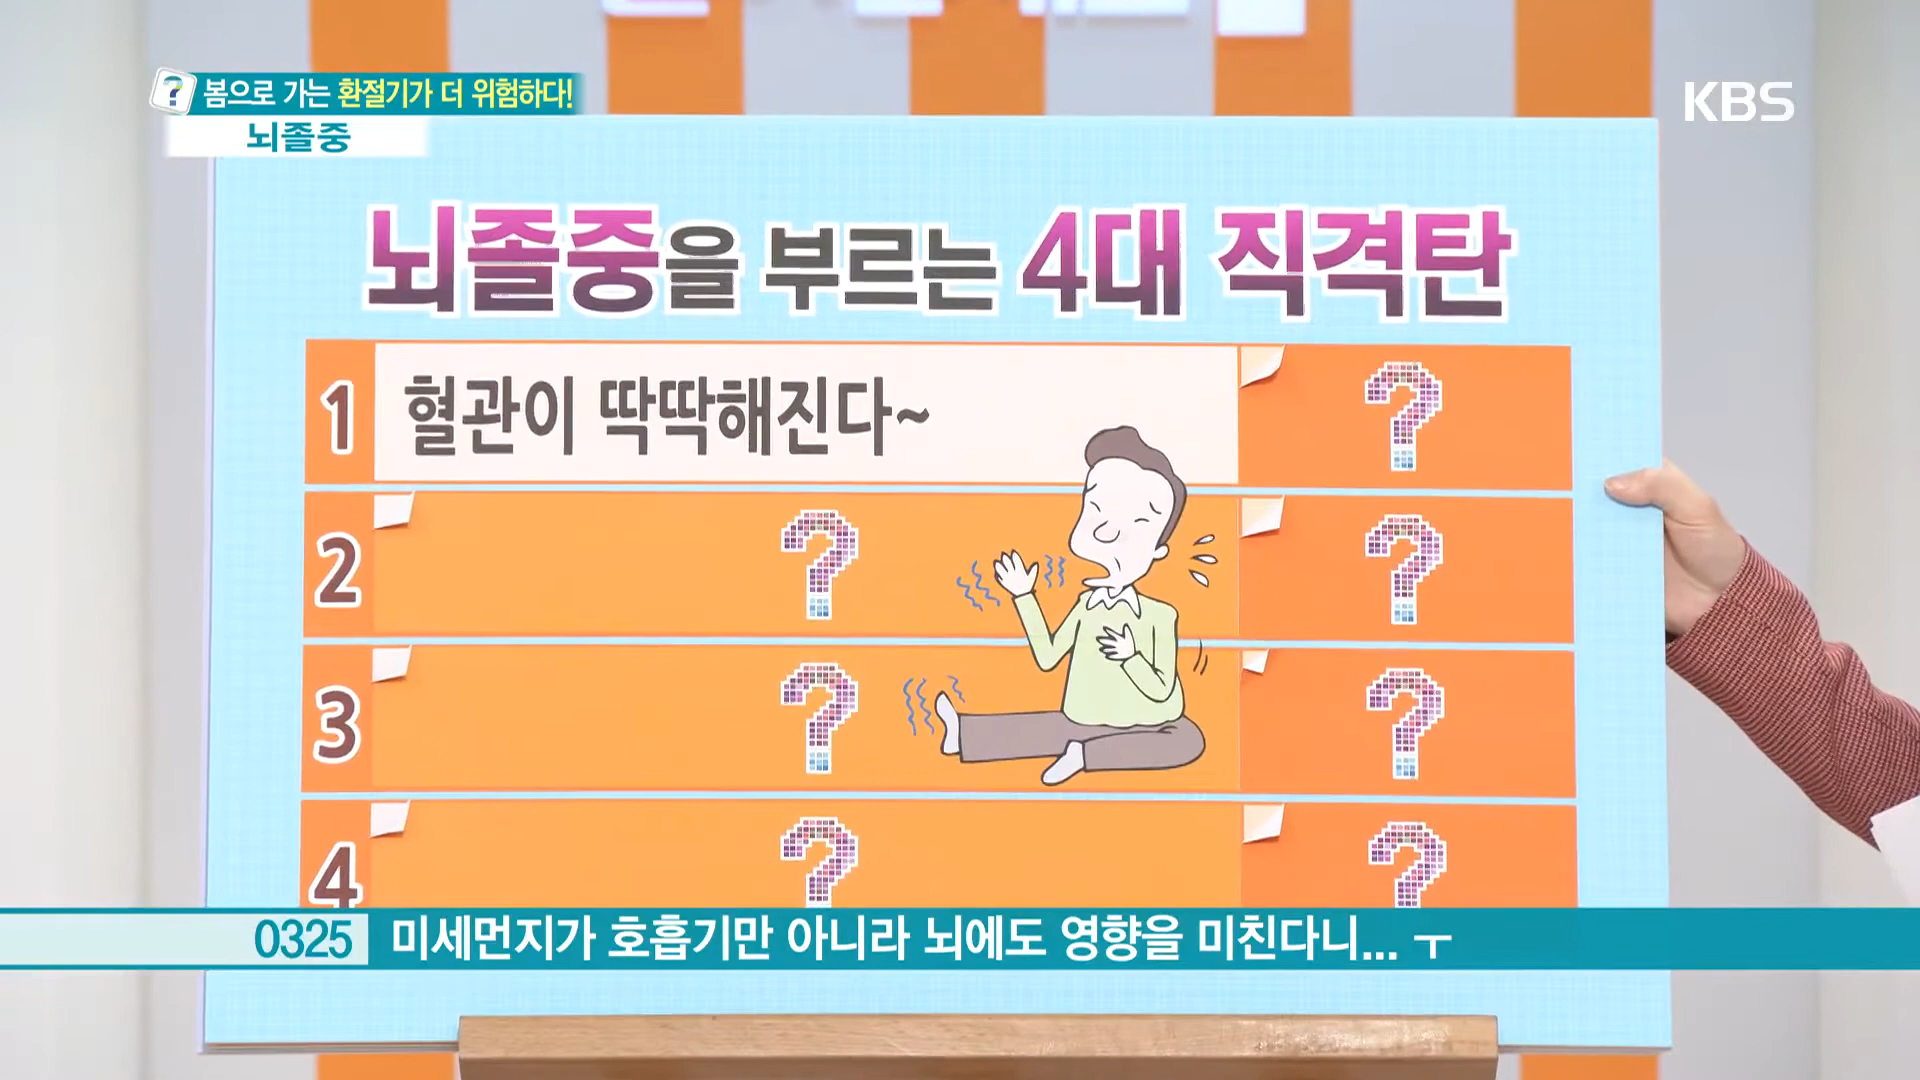 ? 봄으로 가는 환절기가 더 위험하다!
뇌졸중
KBS
뇌졸중을 부르는 4대 직격탄
1 혈관이 딱딱해진다~ ?
2 ? ?
3 ? ?
4 ? ?
0325 미세먼지가 호흡기만 아니라 뇌에도 영향을 미친다니... ㅜ